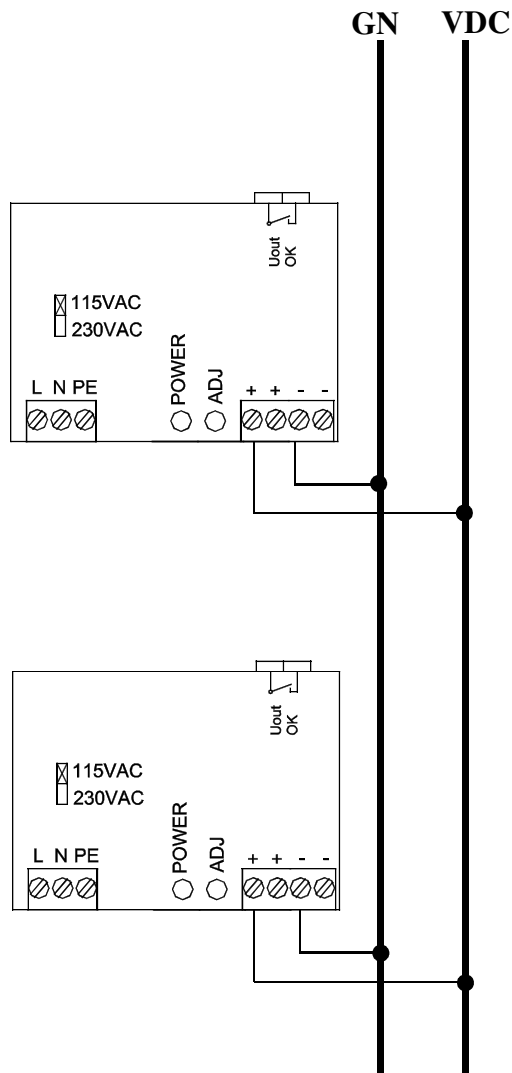 GN VDC
Uout
OK
115VAC
230VAC
L N PE
POWER
ADJ
+ + - -
Uout
OK
115VAC
230VAC
L N PE
POWER
ADJ
+ + - -